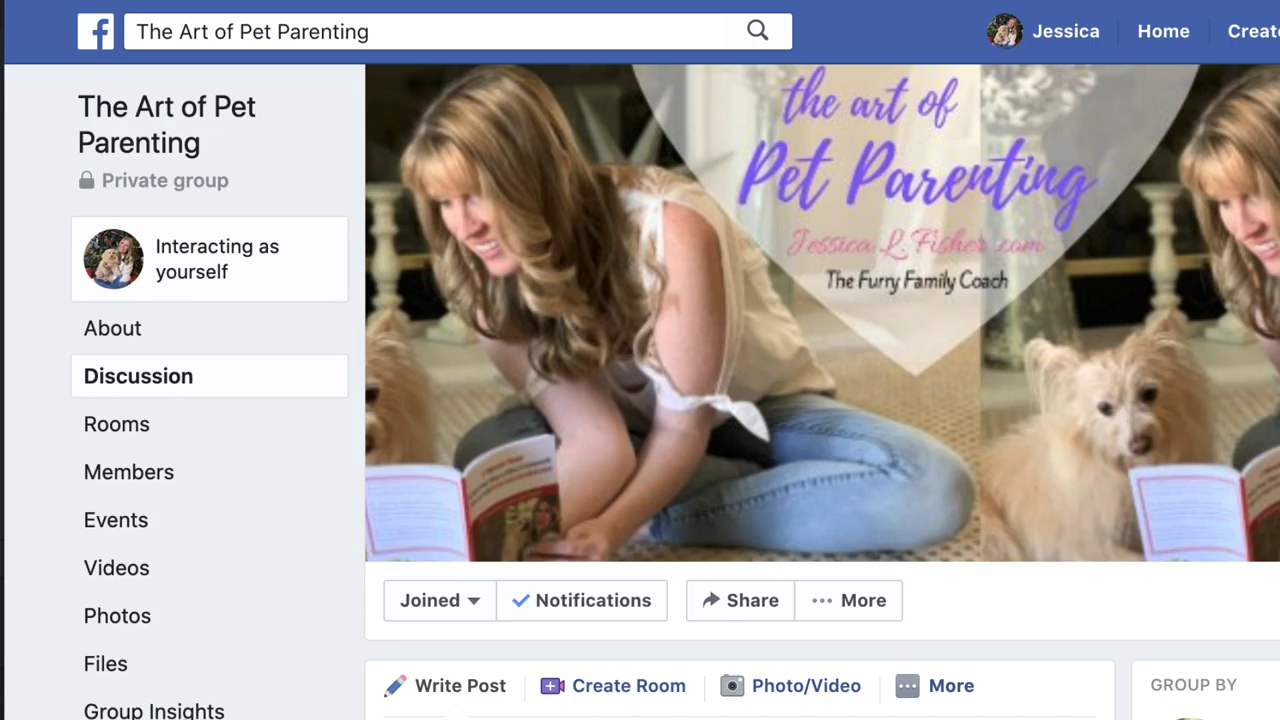 The Art of Pet Parenting
Jessica
Home
Create
The Art of Pet
Parenting
Private group
Interacting as
yourself
About
Discussion
Rooms
Members
Events
Videos
Photos
Files
Group Insights
the art of
Pet Parenting
Jessica L. Fisher.com
The Furry Family Coach
Joined
Notifications
Share
More
Write Post
Create Room
Photo/Video
More
GROUP BY